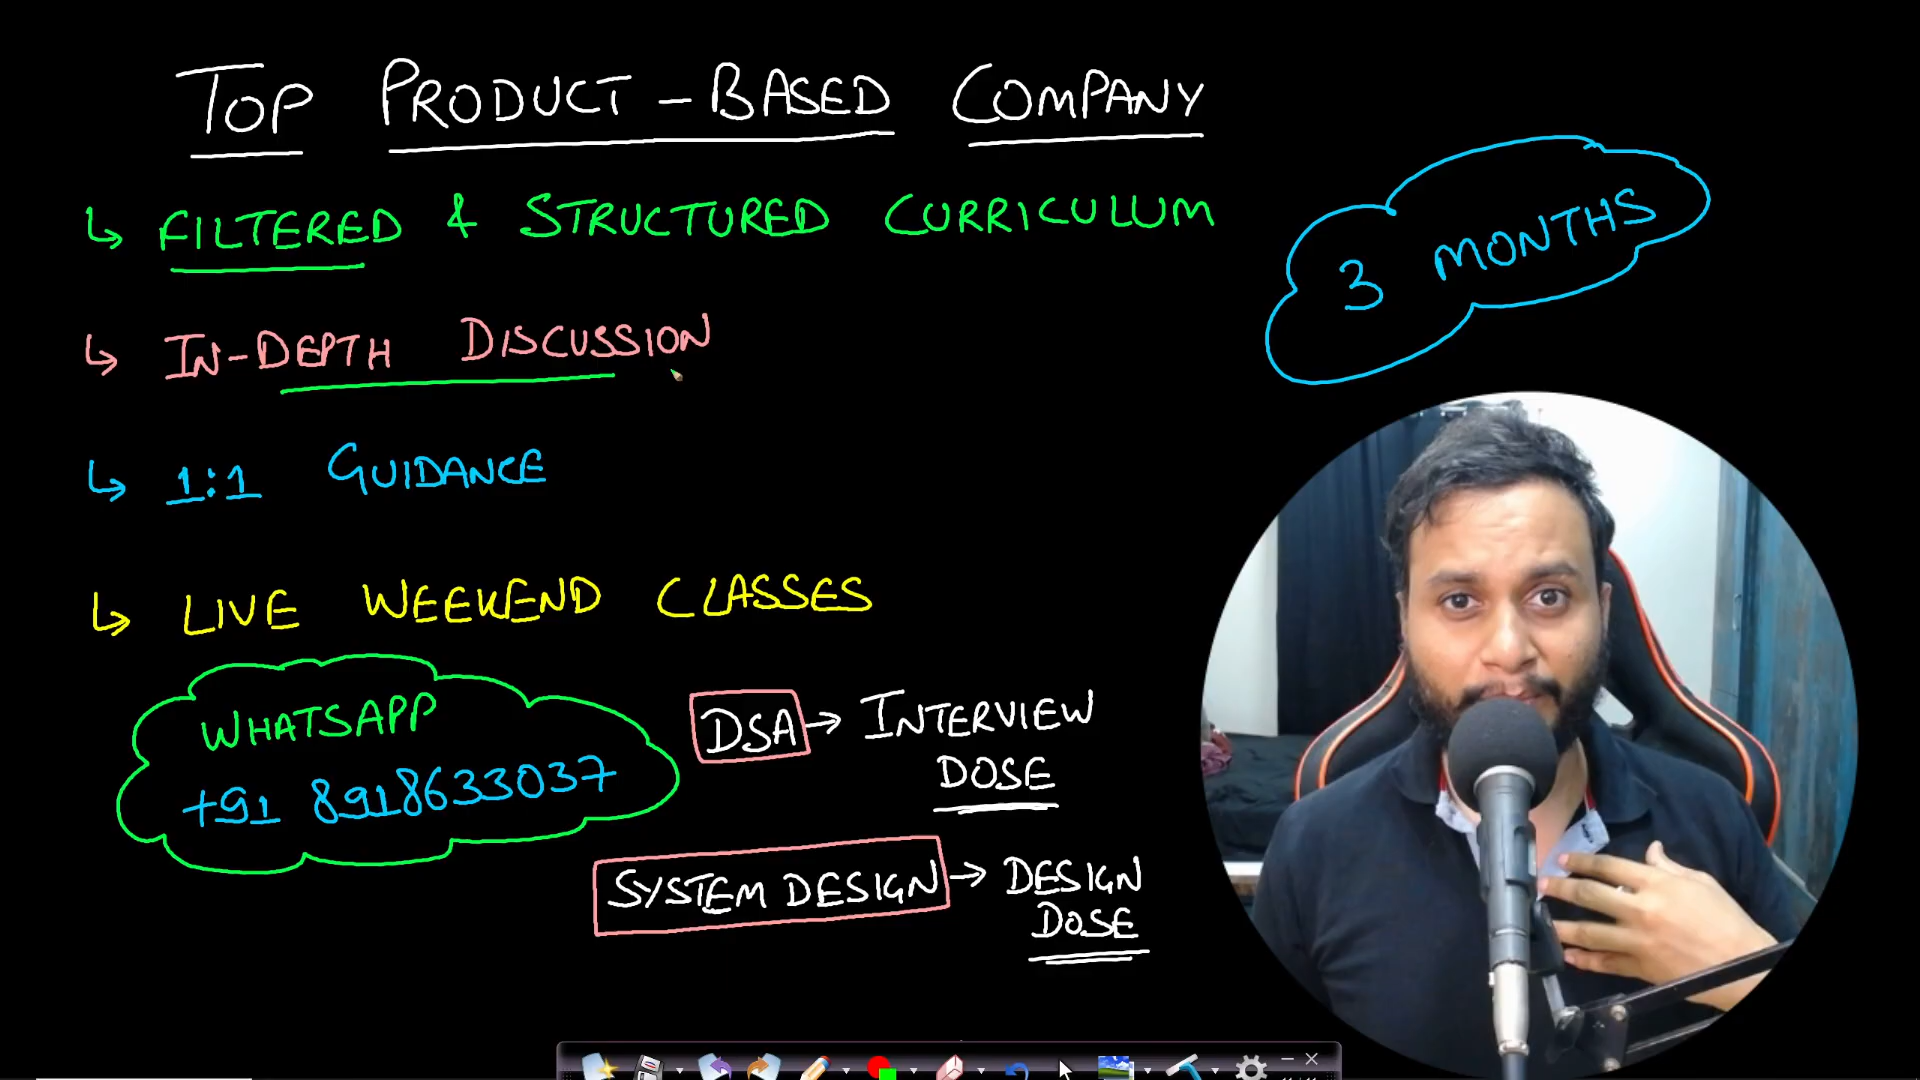 TOP PRODUCT-BASED COMPANY
↳ FILTERED & STRUCTURED CURRICULUM
3 MONTHS
↳ IN-DEPTH DISCUSSION
↳ 1:1 GUIDANCE
↳ LIVE WEEKEND CLASSES
WHATSAPP
+91 8918633037
DSA → INTERVIEW
DOSE
SYSTEM DESIGN → DESIGN
DOSE